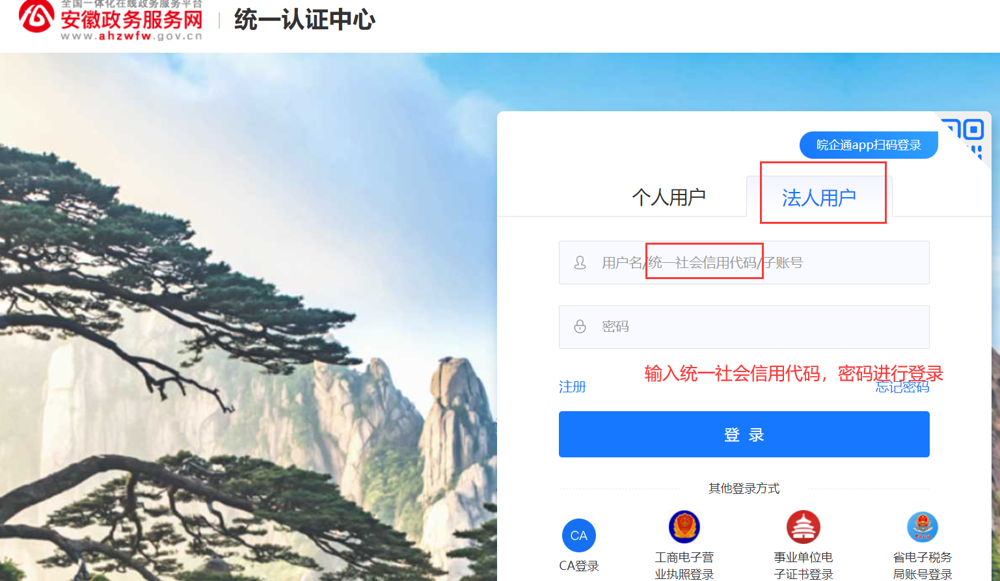 全国一体化在线政务服务平台
安徽政务服务网
www.ahzwfw.gov.cn
统一认证中心
皖企通app扫码登录
个人用户
法人用户
用户名/统一社会信用代码/子账号
密码
输入统一社会信用代码，密码进行登录
注册
忘记密码
登 录
其他登录方式
CA
CA登录
工商电子营
业执照登录
事业单位电
子证书登录
省电子税务
局账号登录